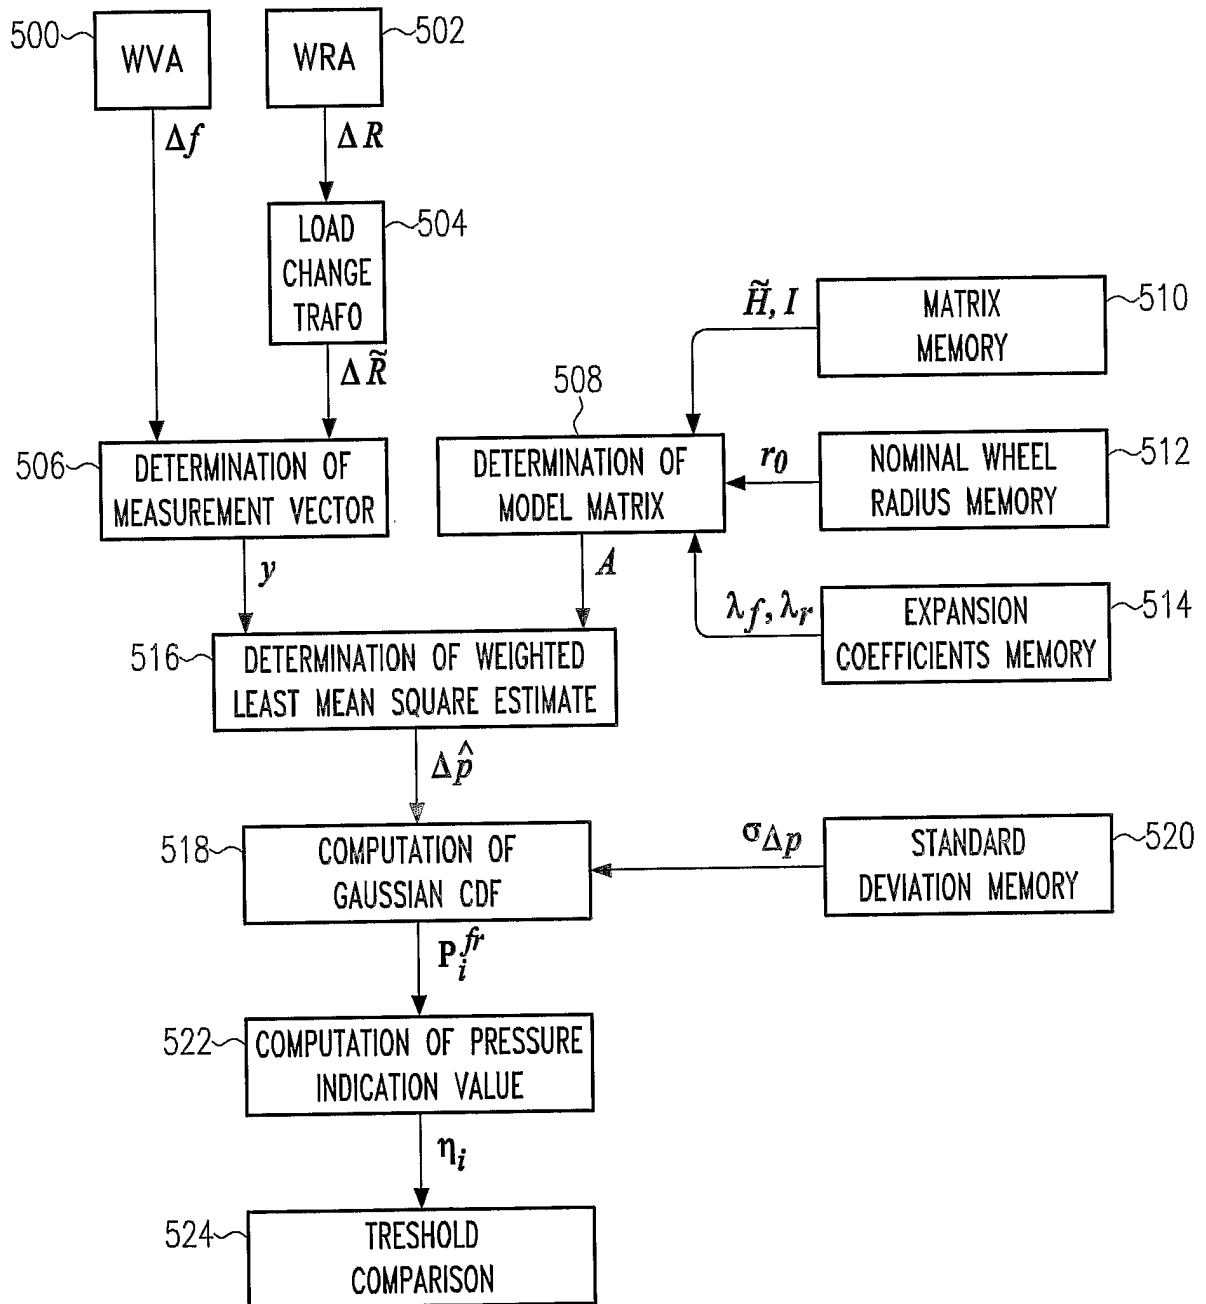 500
WVA
502
WRA
Δf
ΔR
504
LOAD
CHANGE
TRAFO
ΔR̃
H̃, I
510
MATRIX
MEMORY
508
506
DETERMINATION OF
MEASUREMENT VECTOR
DETERMINATION OF
MODEL MATRIX
r₀
512
NOMINAL WHEEL
RADIUS MEMORY
y
A
λf, λr
514
EXPANSION
COEFFICIENTS MEMORY
516
DETERMINATION OF WEIGHTED
LEAST MEAN SQUARE ESTIMATE
Δp̂
518
COMPUTATION OF
GAUSSIAN CDF
σΔp
520
STANDARD
DEVIATION MEMORY
Pᵢᶠʳ
522
COMPUTATION OF PRESSURE
INDICATION VALUE
ηᵢ
524
TRESHOLD
COMPARISON